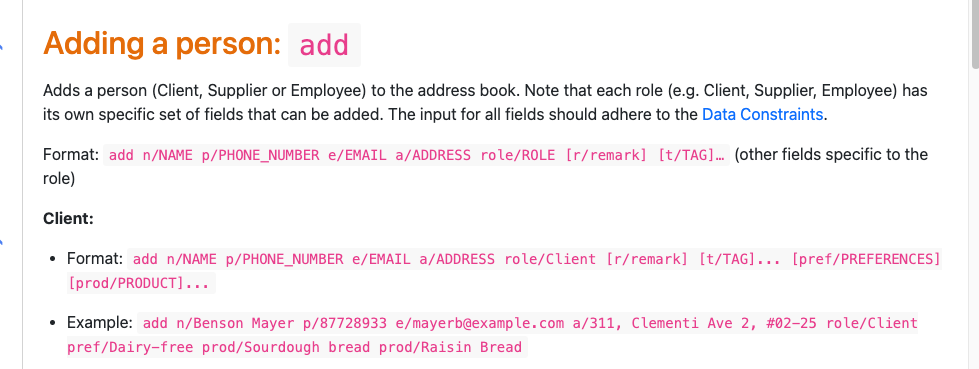 Adding a person: add
Adds a person (Client, Supplier or Employee) to the address book. Note that each role (e.g. Client, Supplier, Employee) has
its own specific set of fields that can be added. The input for all fields should adhere to the Data Constraints.
Format: add n/NAME p/PHONE_NUMBER e/EMAIL a/ADDRESS role/ROLE [r/remark] [t/TAG]… (other fields specific to the
role)
Client:
• Format: add n/NAME p/PHONE_NUMBER e/EMAIL a/ADDRESS role/Client [r/remark] [t/TAG]... [pref/PREFERENCES]
[prod/PRODUCT]...
• Example: add n/Benson Mayer p/87728933 e/mayerb@example.com a/311, Clementi Ave 2, #02-25 role/Client
pref/Dairy-free prod/Sourdough bread prod/Raisin Bread